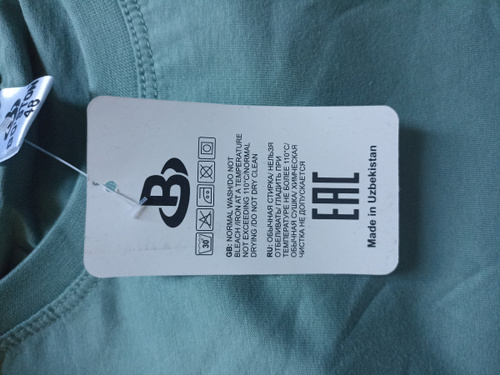 B
30
GB: NORMAL WASH/DO NOT
BLEACH /IRON AT A TEMPERATURE
NOT EXCEEDING 110°C/NORMAL
DRYING /DO NOT DRY CLEAN
RU: ОБЫЧНАЯ СТИРКА/ НЕЛЬЗЯ
ОТБЕЛИВАТЬ/ ГЛАДИТЬ ПРИ
ТЕМПЕРАТУРЕ НЕ БОЛЕЕ 110°С/
ОБЫЧНАЯ СУШКА/ ХИМИЧЕСКАЯ
ЧИСТКА НЕ ДОПУСКАЕТСЯ
EAC
Made in Uzbekistan
48